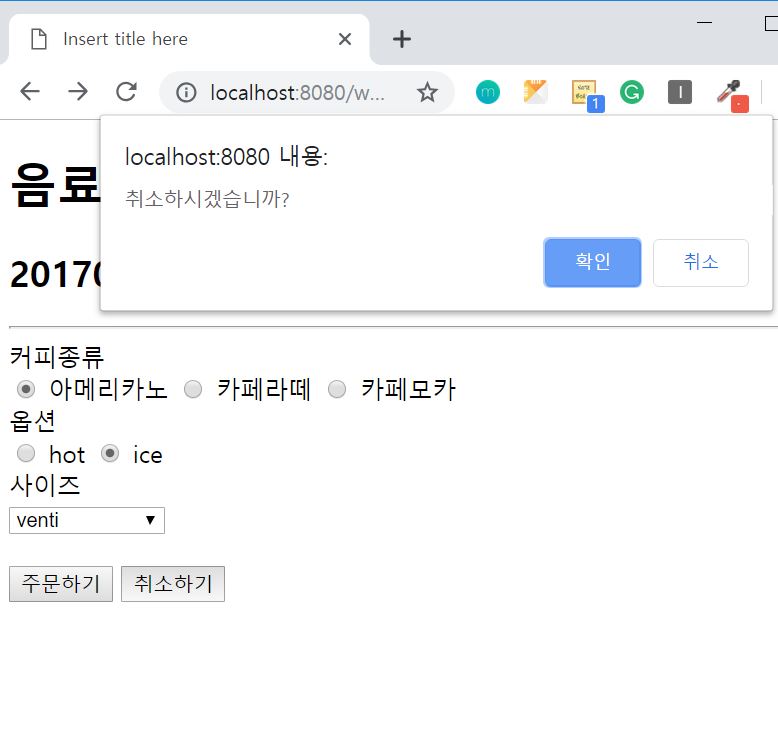 Insert title here
localhost:8080/w...
1
localhost:8080 내용:
취소하시겠습니까?
확인 취소
음료
2017
커피종류
아메리카노 카페라떼 카페모카
옵션
hot ice
사이즈
venti
주문하기 취소하기